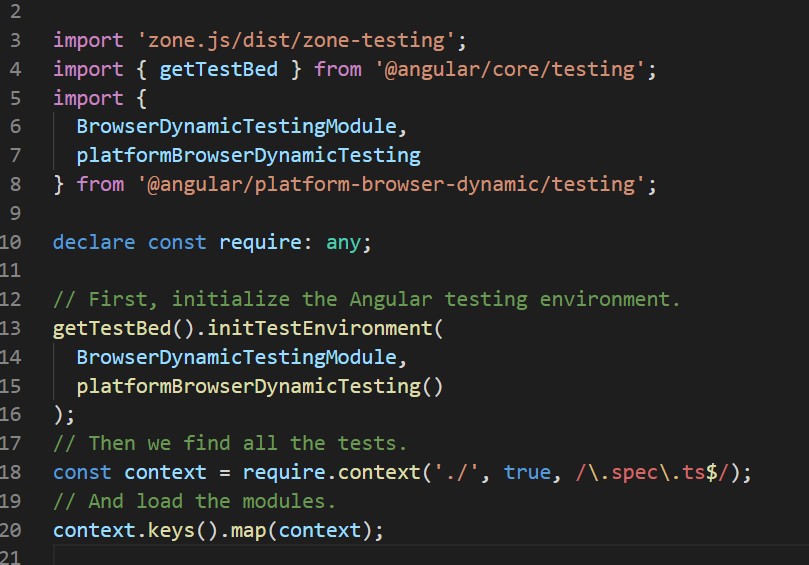 2
3 import 'zone.js/dist/zone-testing';
4 import { getTestBed } from '@angular/core/testing';
5 import {
6   BrowserDynamicTestingModule,
7   platformBrowserDynamicTesting
8 } from '@angular/platform-browser-dynamic/testing';
9
10 declare const require: any;
11
12 // First, initialize the Angular testing environment.
13 getTestBed().initTestEnvironment(
14   BrowserDynamicTestingModule,
15   platformBrowserDynamicTesting()
16 );
17 // Then we find all the tests.
18 const context = require.context('./', true, /\.spec\.ts$/);
19 // And load the modules.
20 context.keys().map(context);
21